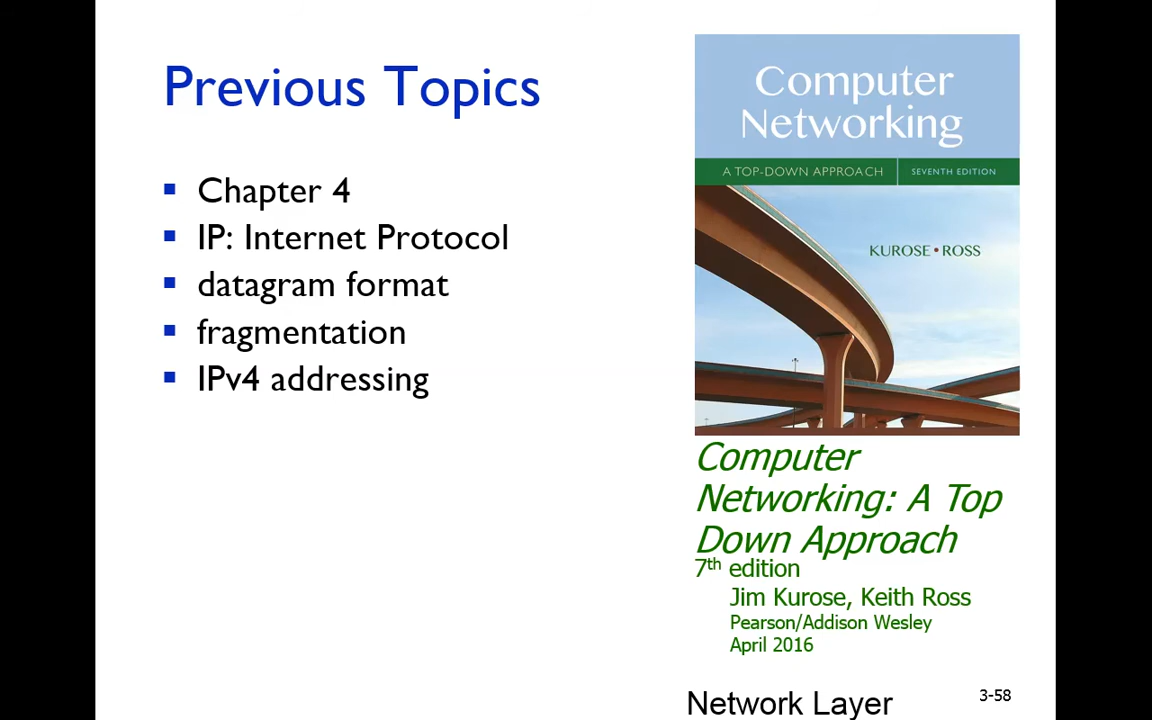 Previous Topics
Chapter 4
IP: Internet Protocol
datagram format
fragmentation
IPv4 addressing
Computer
Networking
A TOP-DOWN APPROACH
SEVENTH EDITION
KUROSE • ROSS
Computer
Networking: A Top
Down Approach
7th edition
Jim Kurose, Keith Ross
Pearson/Addison Wesley
April 2016
Network Layer
3-58